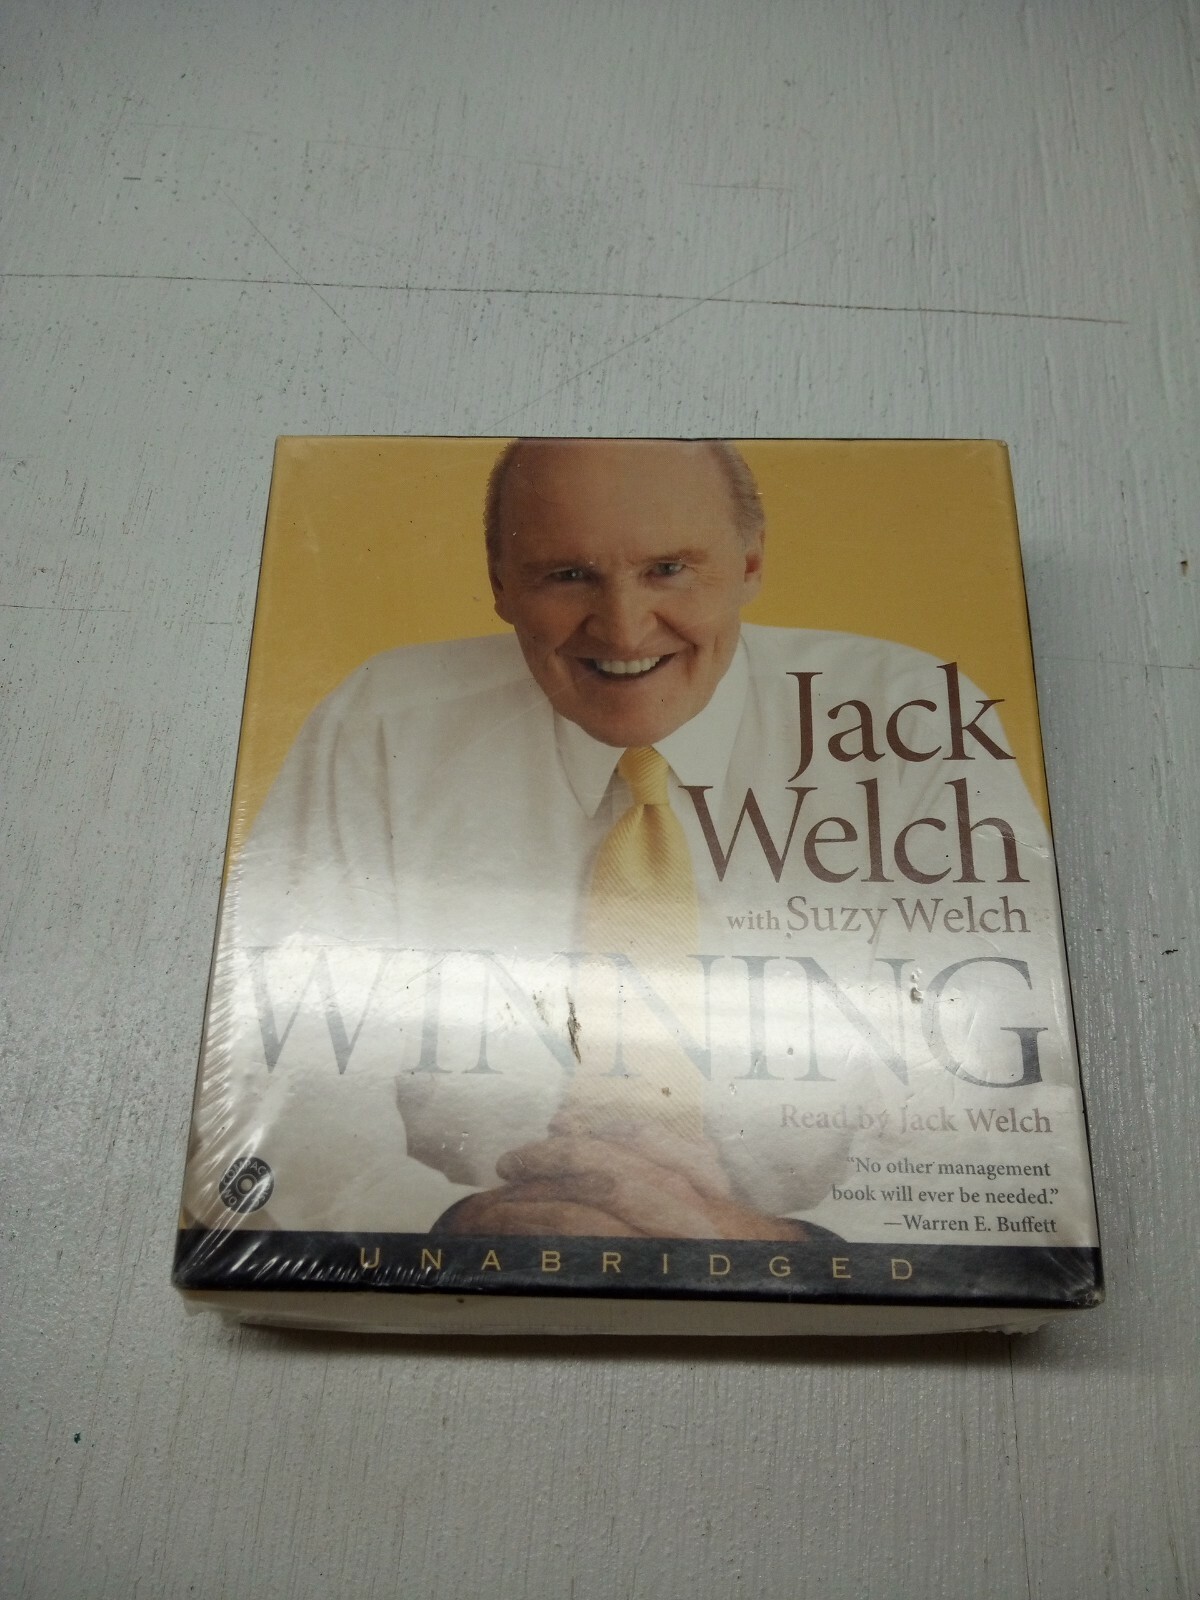 Jack
Welch
with Suzy Welch
WINNING
Read by Jack Welch
“No other management
book will ever be needed.”
—Warren E. Buffett
COMPACT
UNABRIDGED